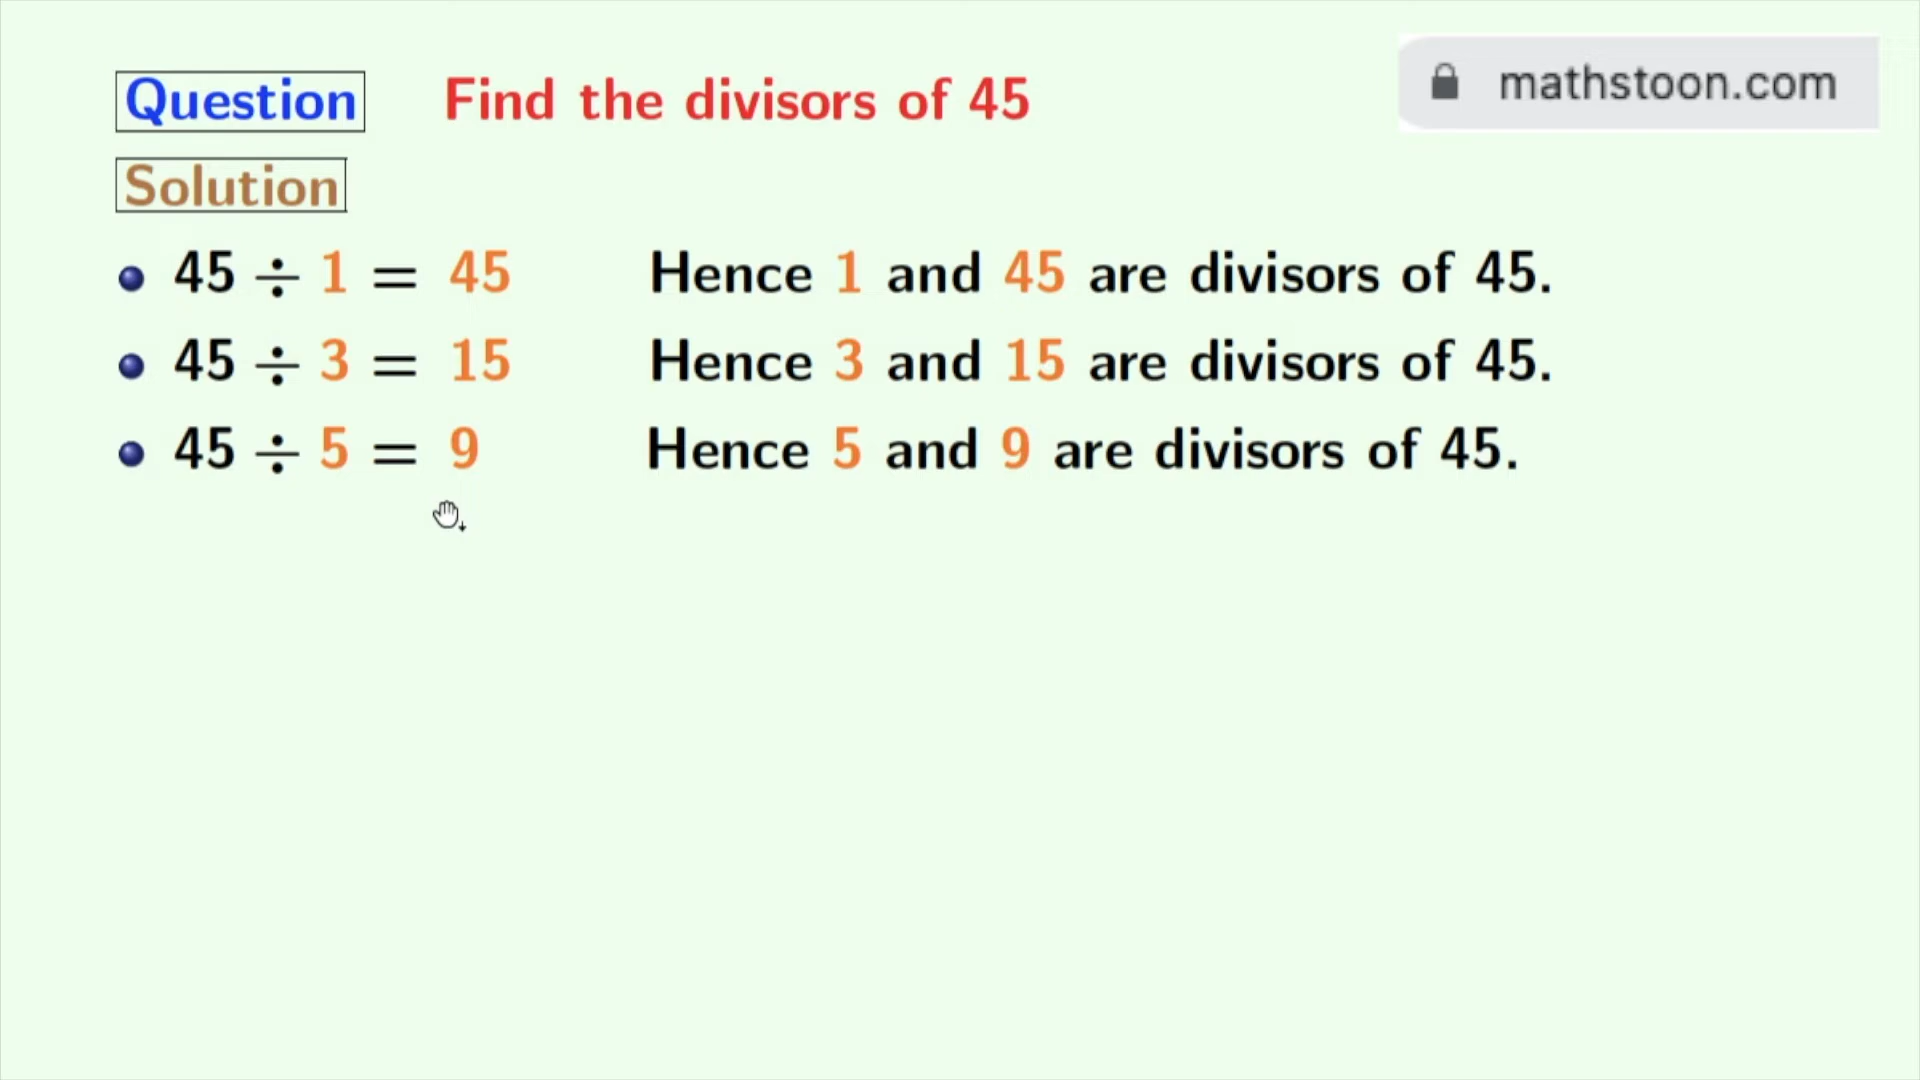 Question Find the divisors of 45
mathstoon.com
Solution
45 ÷ 1 = 45 Hence 1 and 45 are divisors of 45.
45 ÷ 3 = 15 Hence 3 and 15 are divisors of 45.
45 ÷ 5 = 9 Hence 5 and 9 are divisors of 45.